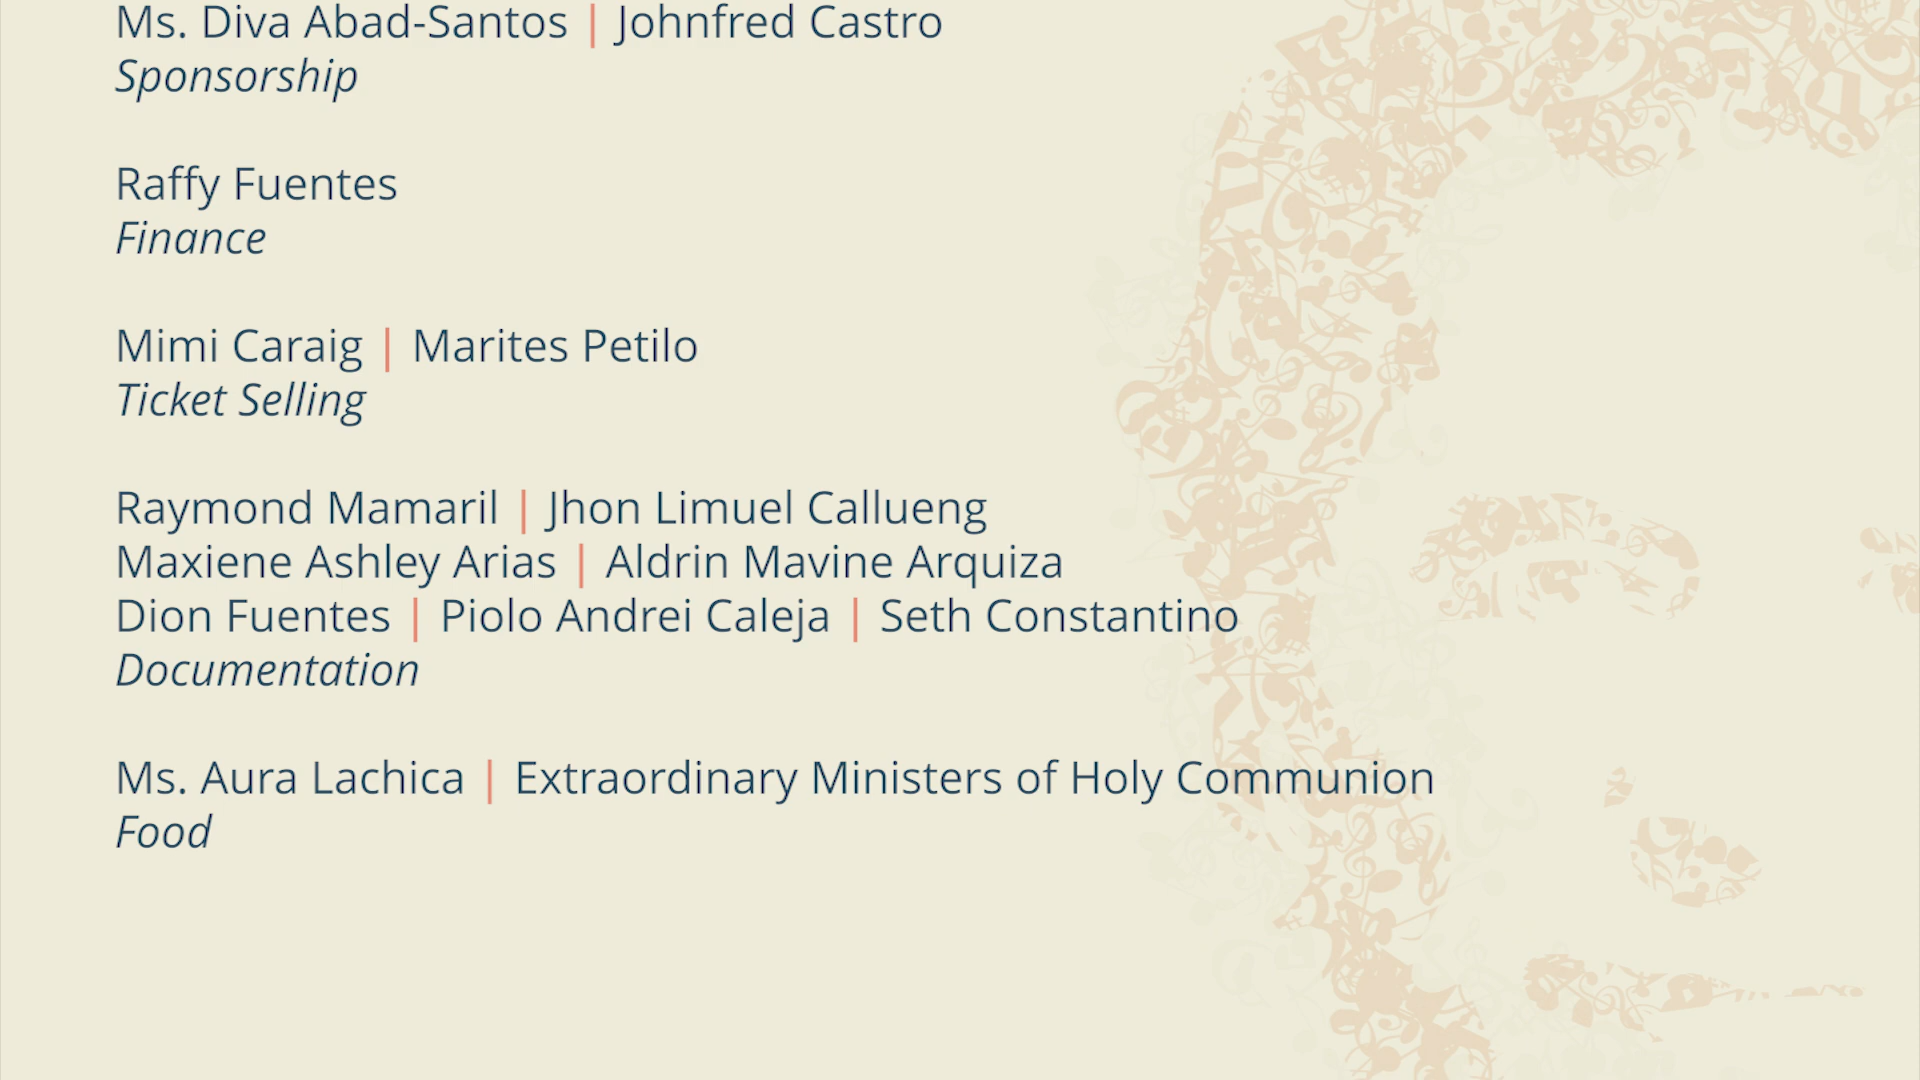 Ms. Diva Abad-Santos | Johnfred Castro
Sponsorship
Raffy Fuentes
Finance
Mimi Caraig | Marites Petilo
Ticket Selling
Raymond Mamaril | Jhon Limuel Callueng
Maxiene Ashley Arias | Aldrin Mavine Arquiza
Dion Fuentes | Piolo Andrei Caleja | Seth Constantino
Documentation
Ms. Aura Lachica | Extraordinary Ministers of Holy Communion
Food